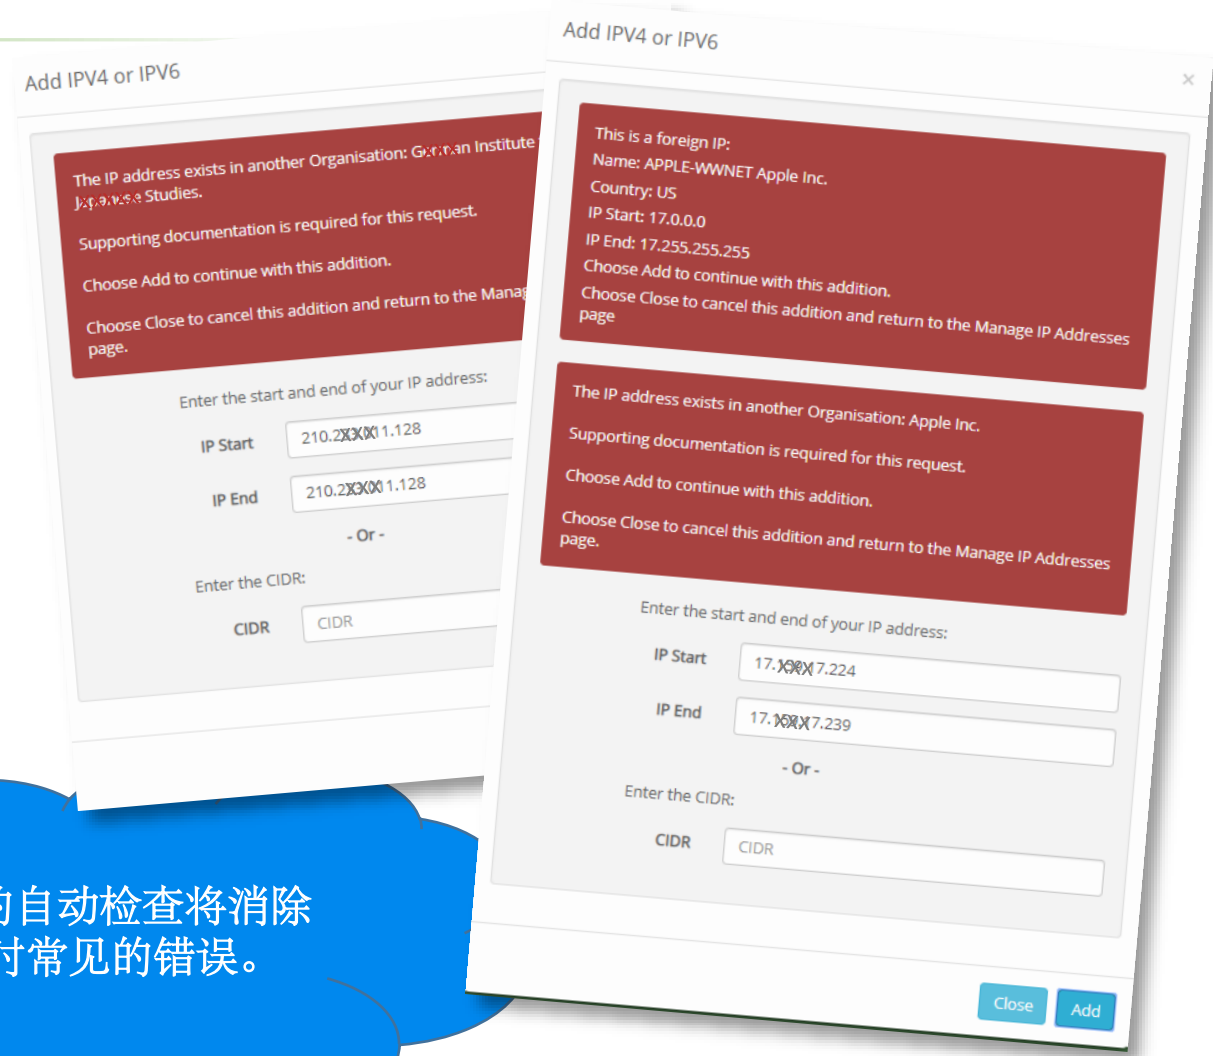 Add IPV4 or IPV6
The IP address exists in another Organisation: Institute
Studies.
Supporting documentation is required for this request.
Choose Add to continue with this addition.
Choose Close to cancel this addition and return to the
page.
Enter the start and end of your IP address:
IP Start
IP End
- Or -
Enter the CIDR:
CIDR CIDR
Add IPV4 or IPV6
×
This is a foreign IP:
Name: APPLE-WWNET Apple Inc.
Country: US
IP Start: 17.0.0.0
IP End: 17.255.255.255
Choose Add to continue with this addition.
Choose Close to cancel this addition and return to the Manage IP Addresses
page
The IP address exists in another Organisation: Apple Inc.
Supporting documentation is required for this request.
Choose Add to continue with this addition.
Choose Close to cancel this addition and return to the Manage IP Addresses
page.
Enter the start and end of your IP address:
IP Start
IP End
- Or -
Enter the CIDR:
CIDR CIDR
Close Add
自动检查将消除
常见的错误。